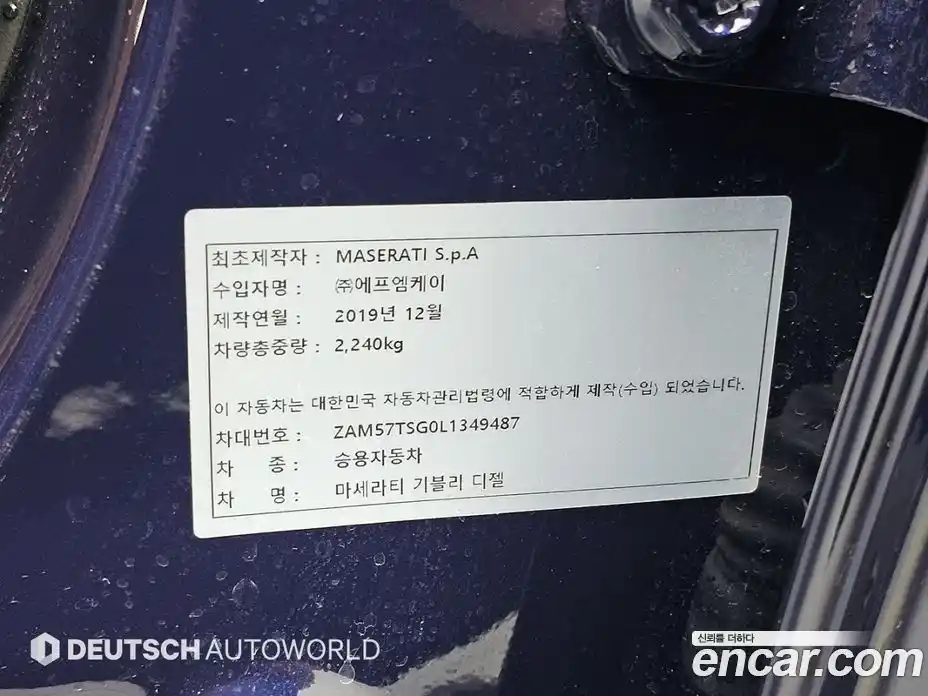 최초제작자 : MASERATI S.p.A
수입자명 : ㈜에프엠케이
제작연월 : 2019년 12월
차량총중량 : 2,240kg
이 자동차는 대한민국 자동차관리법령에 적합하게 제작(수입) 되었습니다.
차대번호 : ZAM57TSG0L1349487
차 종 : 승용자동차
차 명 : 마세라티 기블리 디젤
DEUTSCH AUTOWORLD
신뢰를 더하다
encar.com